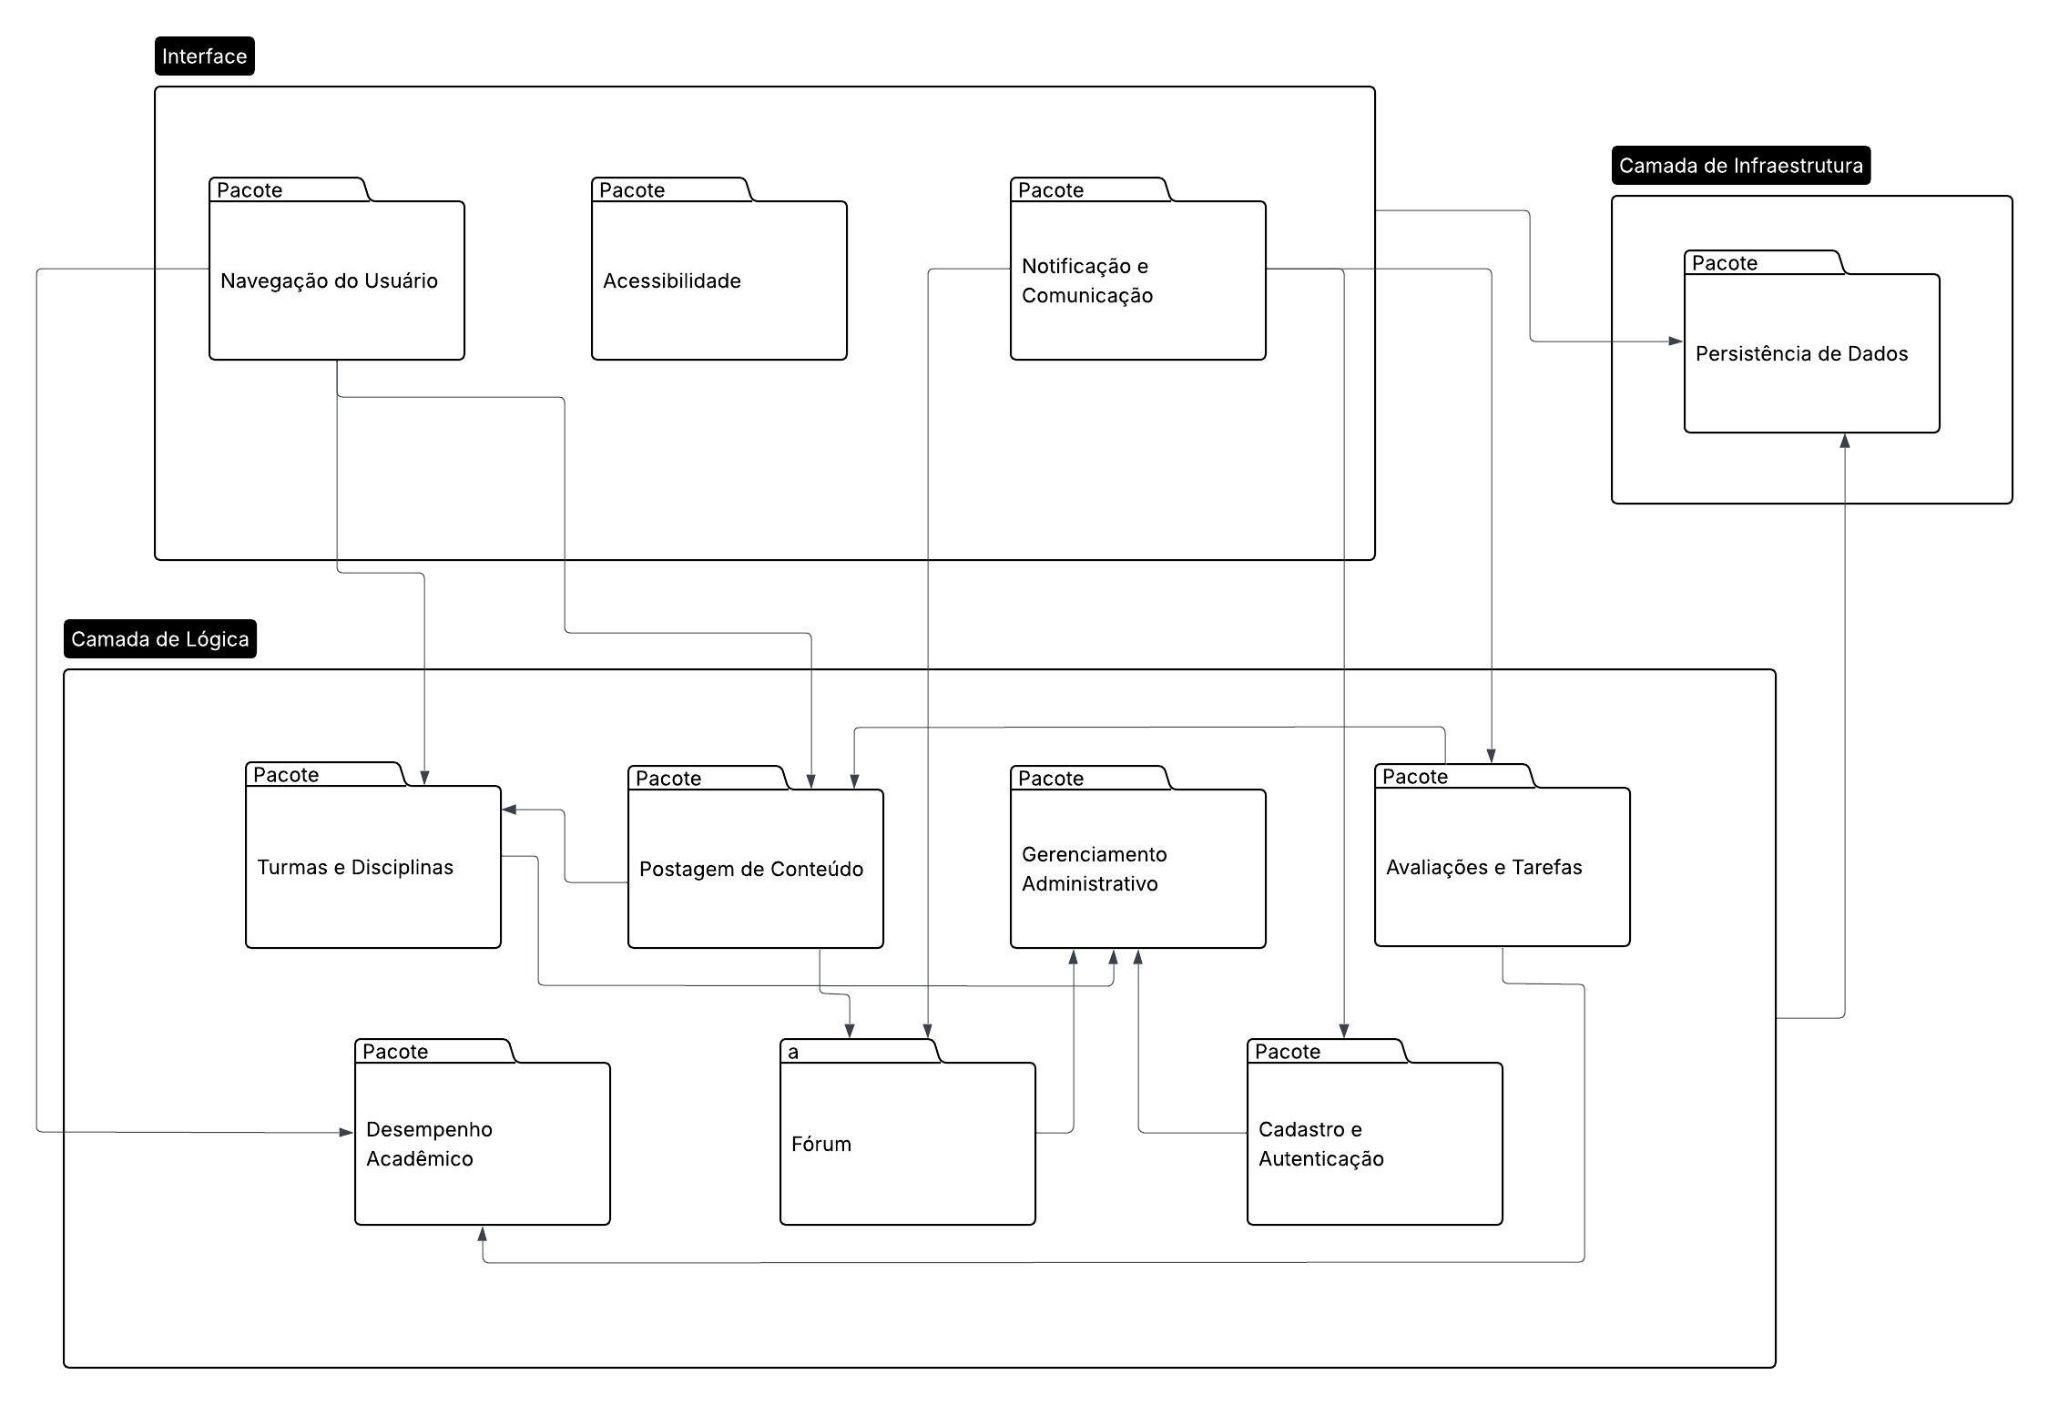 Interface
Camada de Infraestrutura
Pacote
Navegação do Usuário
Pacote
Acessibilidade
Pacote
Notificação e
Comunicação
Pacote
Persistência de Dados
Camada de Lógica
Pacote
Turmas e Disciplinas
Pacote
Postagem de Conteúdo
Pacote
Gerenciamento
Administrativo
Pacote
Avaliações e Tarefas
Pacote
Desempenho
Acadêmico
a
Fórum
Pacote
Cadastro e
Autenticação